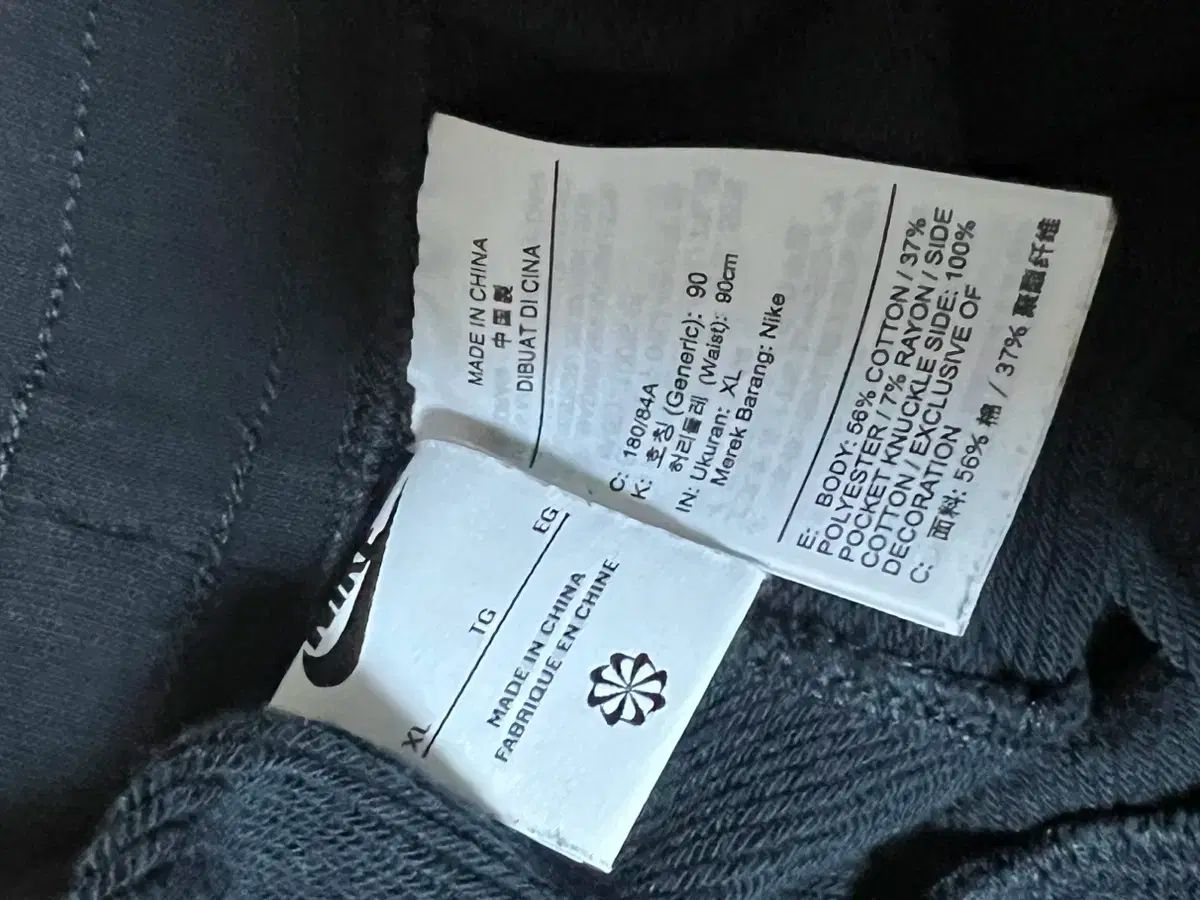 MADE IN CHINA
中国製
DIBUAT DI CINA
C: 180/84A
K: 호칭 (Generic): 90
허리둘레 (Waist): 90cm
IN: Ukuran: XL
Merek Barang: Nike
E: BODY: 56% COTTON / 37%
POLYESTER / 7% RAYON / SIDE
POCKET KNUCKLE SIDE: 100%
COTTON / EXCLUSIVE OF
DECORATION
C: 面料: 56% 棉 / 37% 聚酯纤维
NIKE
XL TG EG
MADE IN CHINA
FABRIQUE EN CHINE